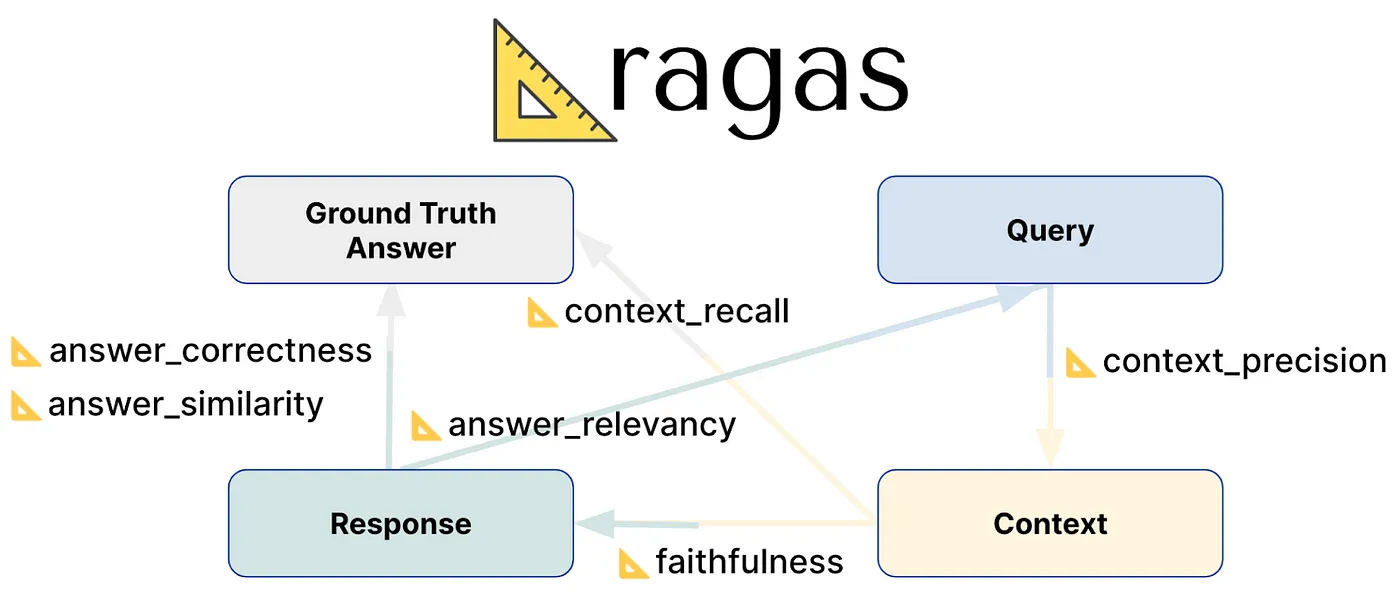 ragas
Ground Truth
Answer
Query
context_recall
answer_correctness
context_precision
answer_similarity
answer_relevancy
Response
Context
faithfulness